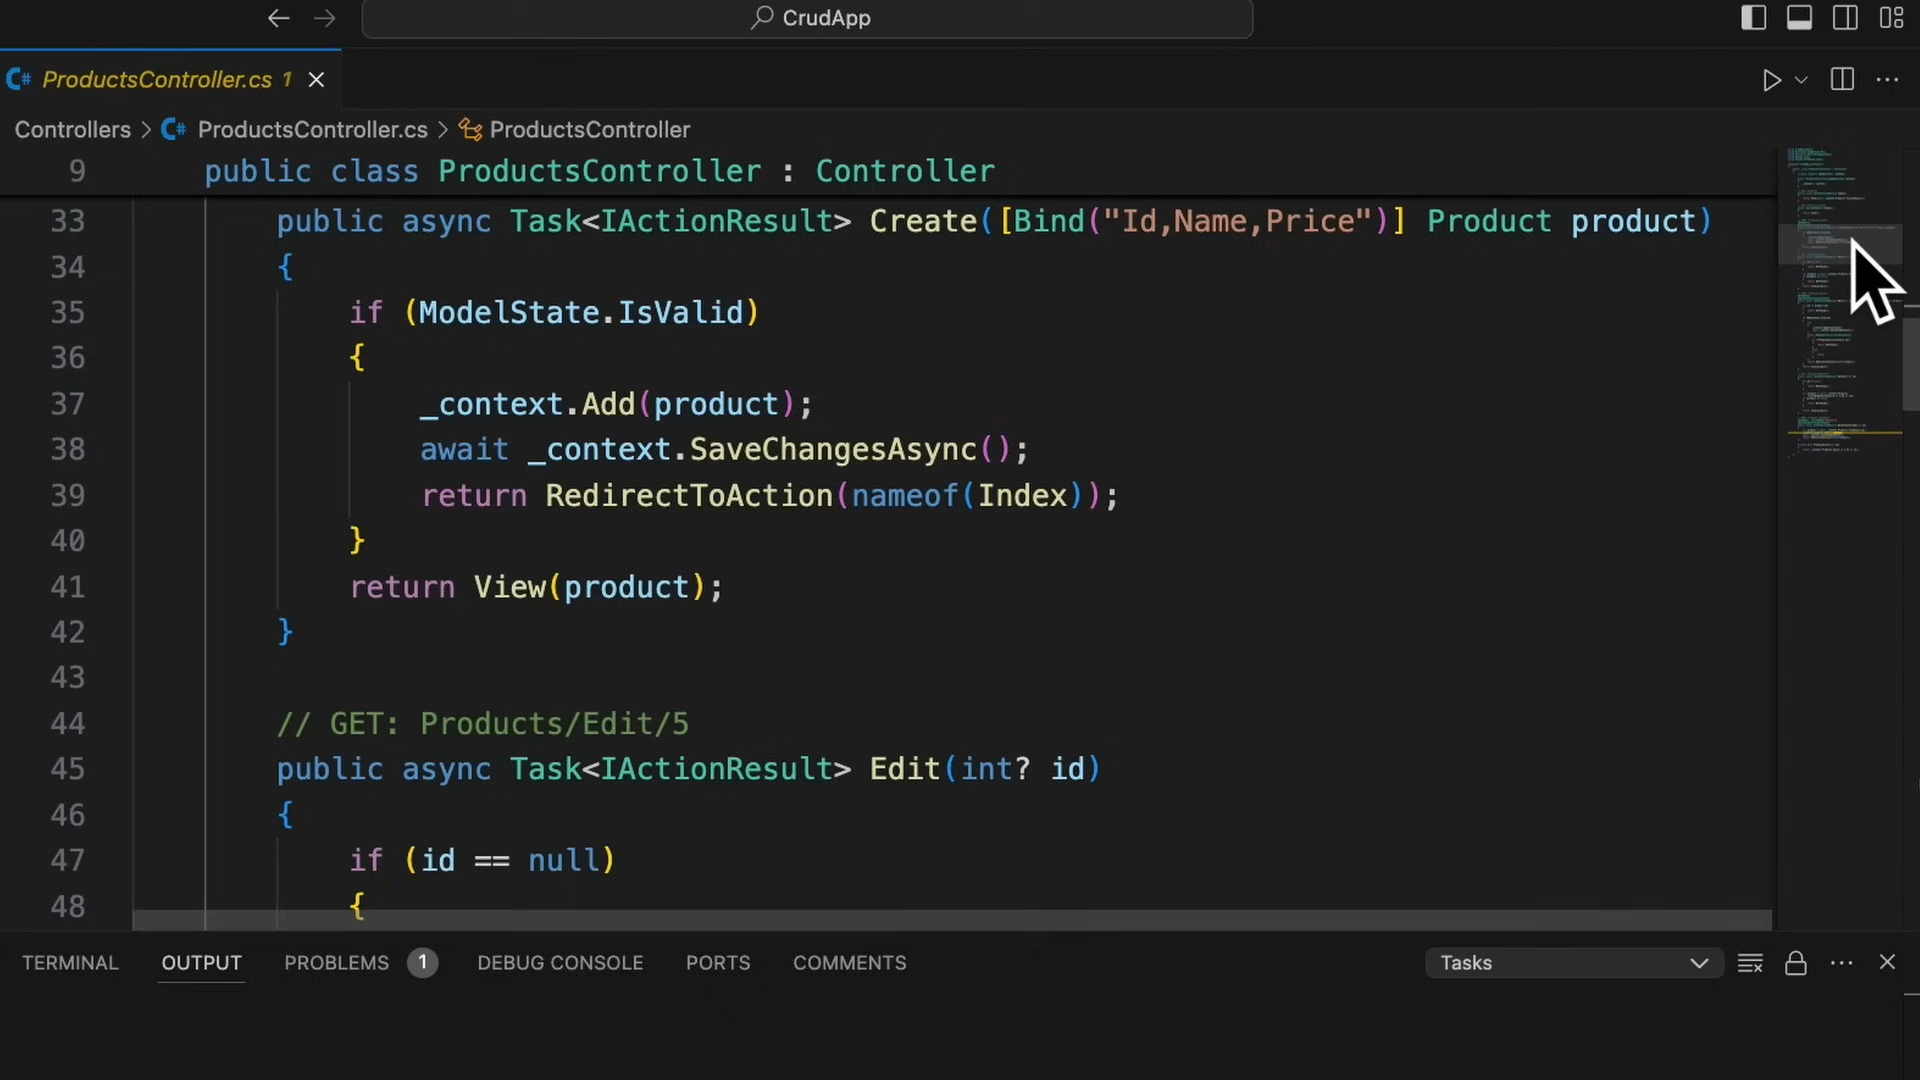 CrudApp
ProductsController.cs 1
Controllers > ProductsController.cs > ProductsController
9 public class ProductsController : Controller
33 public async Task<IActionResult> Create([Bind("Id,Name,Price")] Product product)
34 {
35 if (ModelState.IsValid)
36 {
37 _context.Add(product);
38 await _context.SaveChangesAsync();
39 return RedirectToAction(nameof(Index));
40 }
41 return View(product);
42 }
43
44 // GET: Products/Edit/5
45 public async Task<IActionResult> Edit(int? id)
46 {
47 if (id == null)
48 {
TERMINAL OUTPUT PROBLEMS 1 DEBUG CONSOLE PORTS COMMENTS Tasks